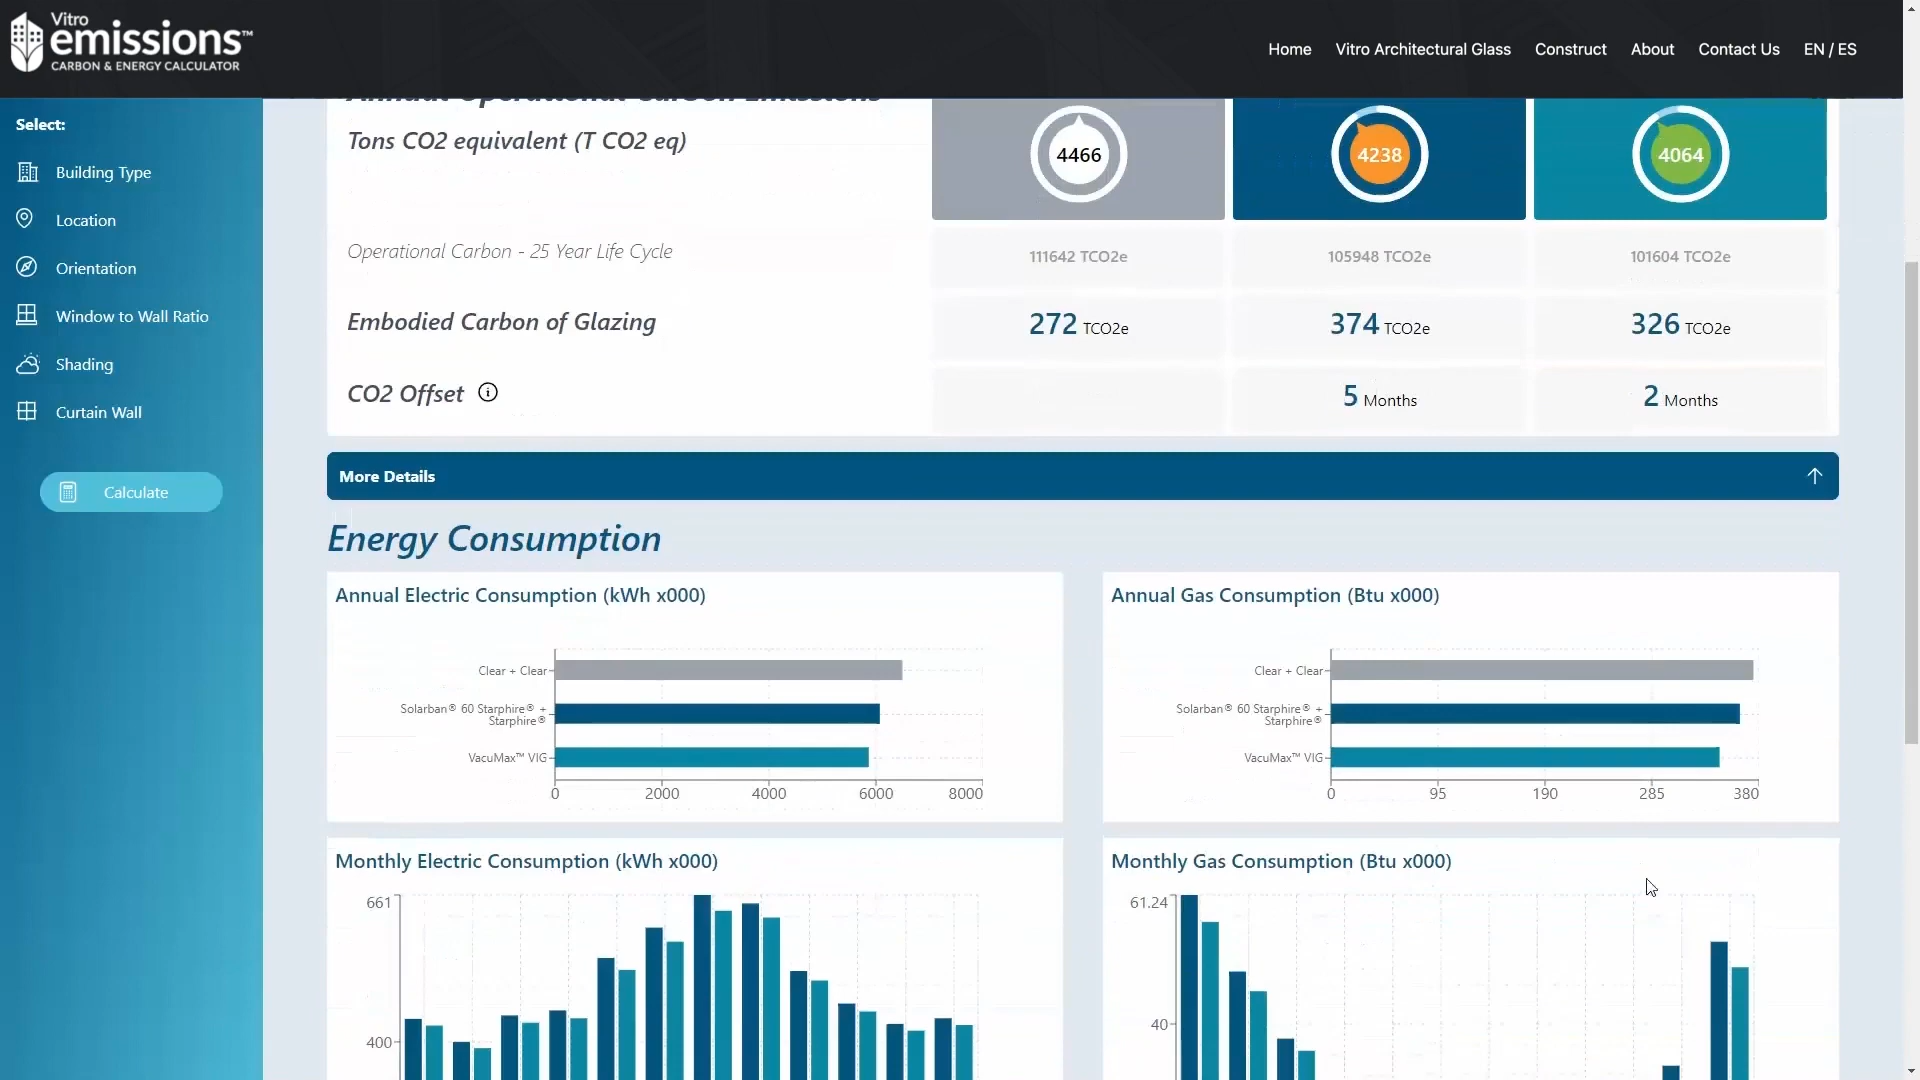 Vitro
emissions™
CARBON & ENERGY CALCULATOR
Home
Vitro Architectural Glass
Construct
About
Contact Us
EN / ES
Select:
Building Type
Location
Orientation
Window to Wall Ratio
Shading
Curtain Wall
Calculate
Annual Operational Carbon Emissions
Tons CO2 equivalent (T CO2 eq)
4466
4238
4064
Operational Carbon - 25 Year Life Cycle
111642 TCO2e
105948 TCO2e
101604 TCO2e
Embodied Carbon of Glazing
272 TCO2e
374 TCO2e
326 TCO2e
CO2 Offset
5 Months
2 Months
More Details
Energy Consumption
Annual Electric Consumption (kWh x000)
Clear + Clear
Solarban® 60 Starphire® +
Starphire®
VacuMax™ VIG
0
2000
4000
6000
8000
Annual Gas Consumption (Btu x000)
Clear + Clear
Solarban® 60 Starphire® +
Starphire®
VacuMax™ VIG
0
95
190
285
380
Monthly Electric Consumption (kWh x000)
661
400
Monthly Gas Consumption (Btu x000)
61.24
40